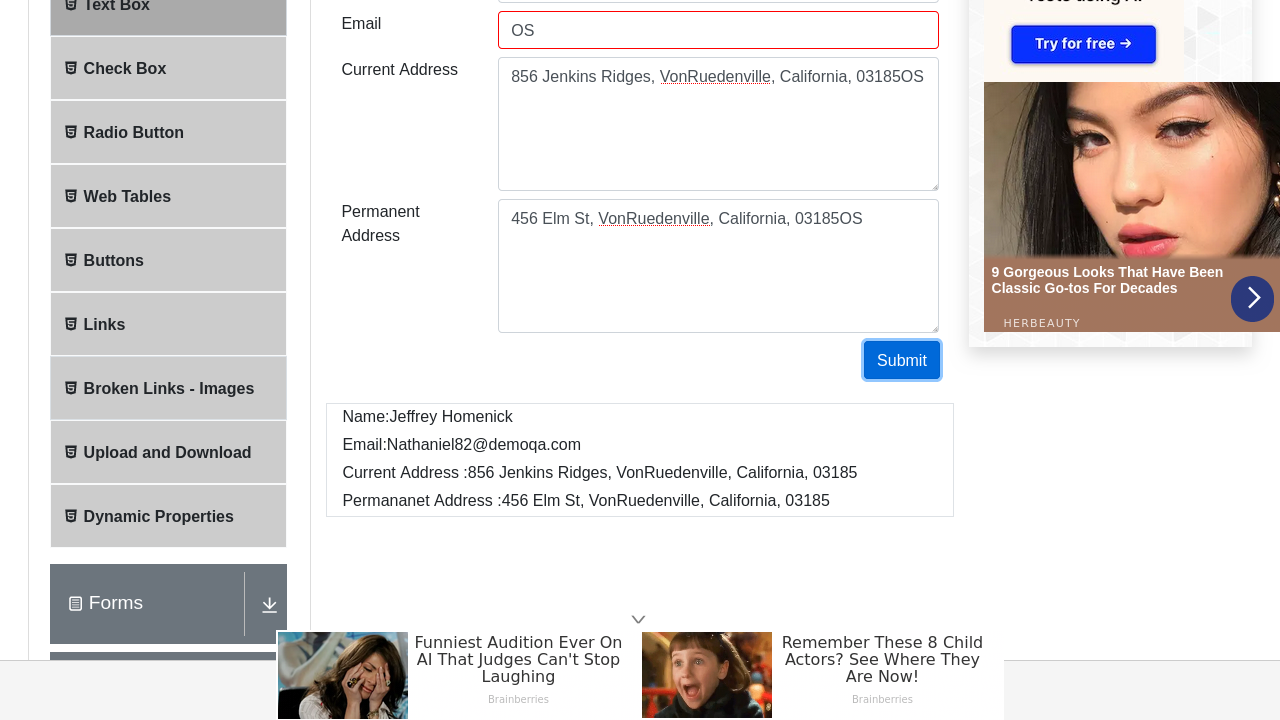 Text Box
Check Box
Radio Button
Web Tables
Buttons
Links
Broken Links - Images
Upload and Download
Dynamic Properties
Forms
Email
OS
Current Address
856 Jenkins Ridges, VonRuedenville, California, 03185OS
Permanent
Address
456 Elm St, VonRuedenville, California, 03185OS
Submit
Name:Jeffrey Homenick
Email:Nathaniel82@demoqa.com
Current Address :856 Jenkins Ridges, VonRuedenville, California, 03185
Permananet Address :456 Elm St, VonRuedenville, California, 03185
Try for free →
9 Gorgeous Looks That Have Been
Classic Go-tos For Decades
HERBEAUTY
Funniest Audition Ever On
AI That Judges Can't Stop
Laughing
Brainberries
Remember These 8 Child
Actors? See Where They
Are Now!
Brainberries